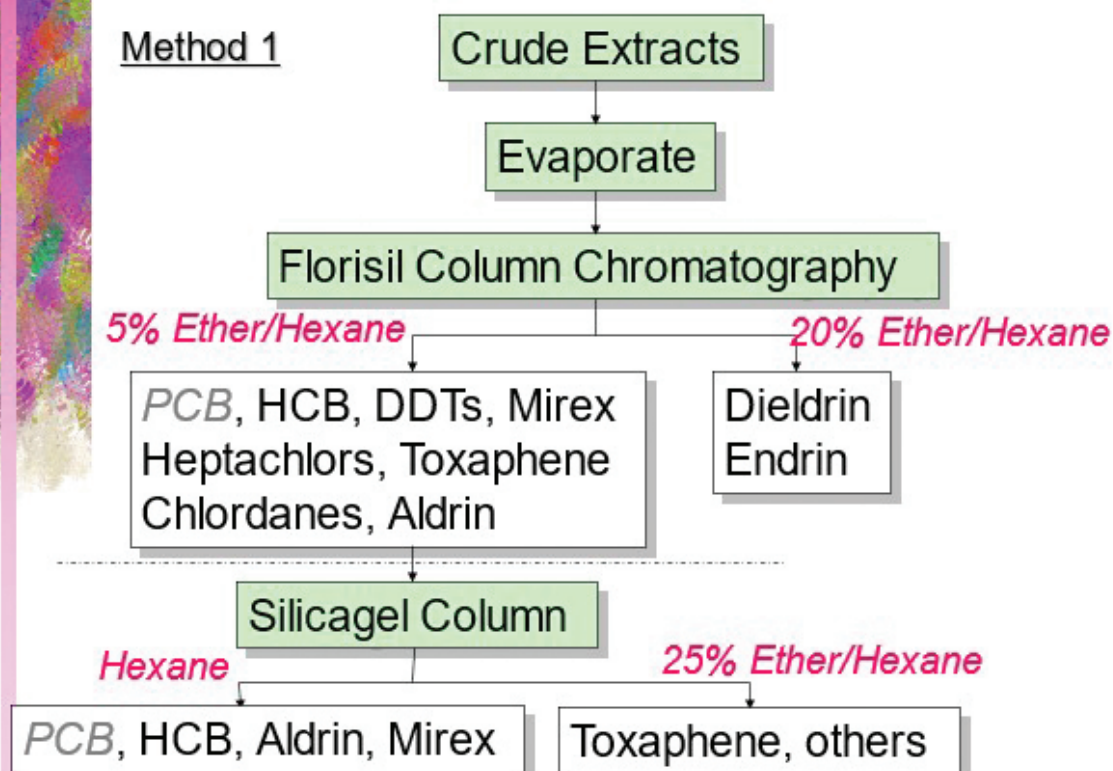 Method 1
Crude Extracts
Evaporate
Florisil Column Chromatography
5% Ether/Hexane
20% Ether/Hexane
PCB, HCB, DDTs, Mirex
Heptachlors, Toxaphene
Chlordanes, Aldrin
Dieldrin
Endrin
Silicagel Column
Hexane
25% Ether/Hexane
PCB, HCB, Aldrin, Mirex
Toxaphene, others